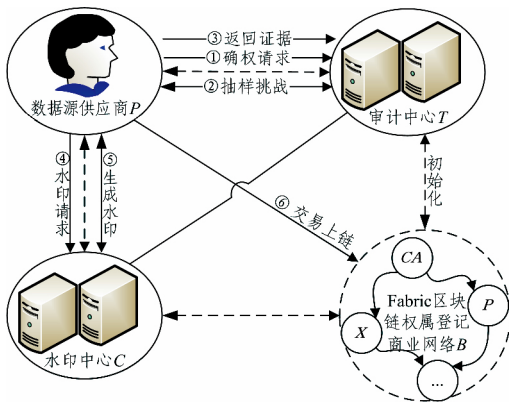 ③返回证据
①确权请求
②抽样挑战
数据源供应商P
审计中心T
④水印请求
⑤生成水印
初始化
⑥交易上链
CA
Fabric区块
链权属登记
商业网络B
P
X
...
水印中心C